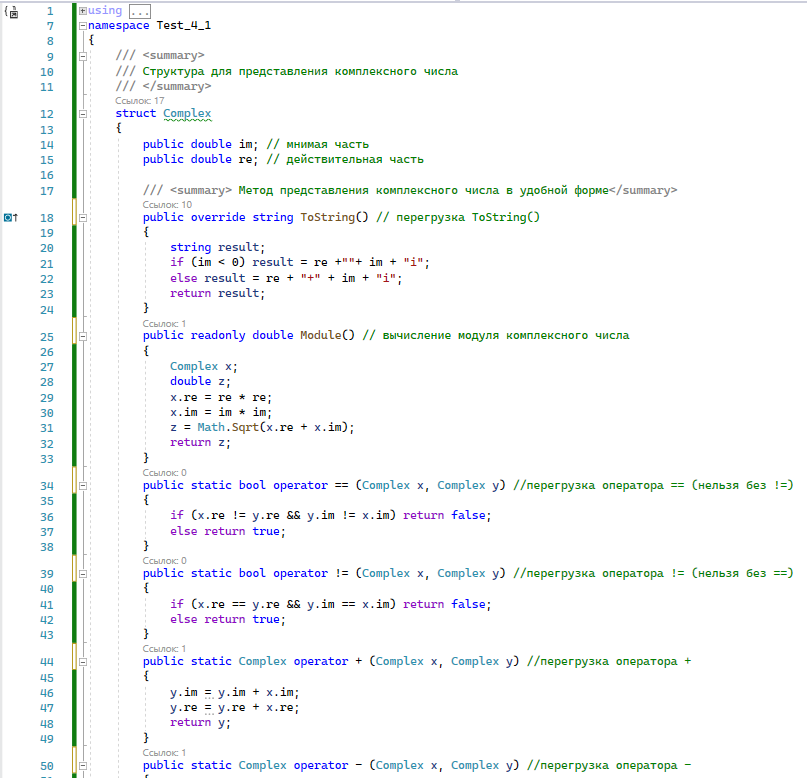 1 using ...
7 namespace Test_4_1
8 {
9 /// <summary>
10 /// Структура для представления комплексного числа
11 /// </summary>
Ссылок: 17
12 struct Complex
13 {
14 public double im; // мнимая часть
15 public double re; // действительная часть
16
17 /// <summary> Метод представления комплексного числа в удобной форме</summary>
Ссылок: 10
18 public override string ToString() // перегрузка ToString()
19 {
20 string result;
21 if (im < 0) result = re +""+ im + "i";
22 else result = re + "+" + im + "i";
23 return result;
24 }
Ссылок: 1
25 public readonly double Module() // вычисление модуля комплексного числа
26 {
27 Complex x;
28 double z;
29 x.re = re * re;
30 x.im = im * im;
31 z = Math.Sqrt(x.re + x.im);
32 return z;
33 }
Ссылок: 0
34 public static bool operator == (Complex x, Complex y) //перегрузка оператора == (нельзя без !=)
35 {
36 if (x.re != y.re && y.im != x.im) return false;
37 else return true;
38 }
Ссылок: 0
39 public static bool operator != (Complex x, Complex y) //перегрузка оператора != (нельзя без ==)
40 {
41 if (x.re == y.re && y.im == x.im) return false;
42 else return true;
43 }
Ссылок: 1
44 public static Complex operator + (Complex x, Complex y) //перегрузка оператора +
45 {
46 y.im = y.im + x.im;
47 y.re = y.re + x.re;
48 return y;
49 }
Ссылок: 1
50 public static Complex operator - (Complex x, Complex y) //перегрузка оператора -